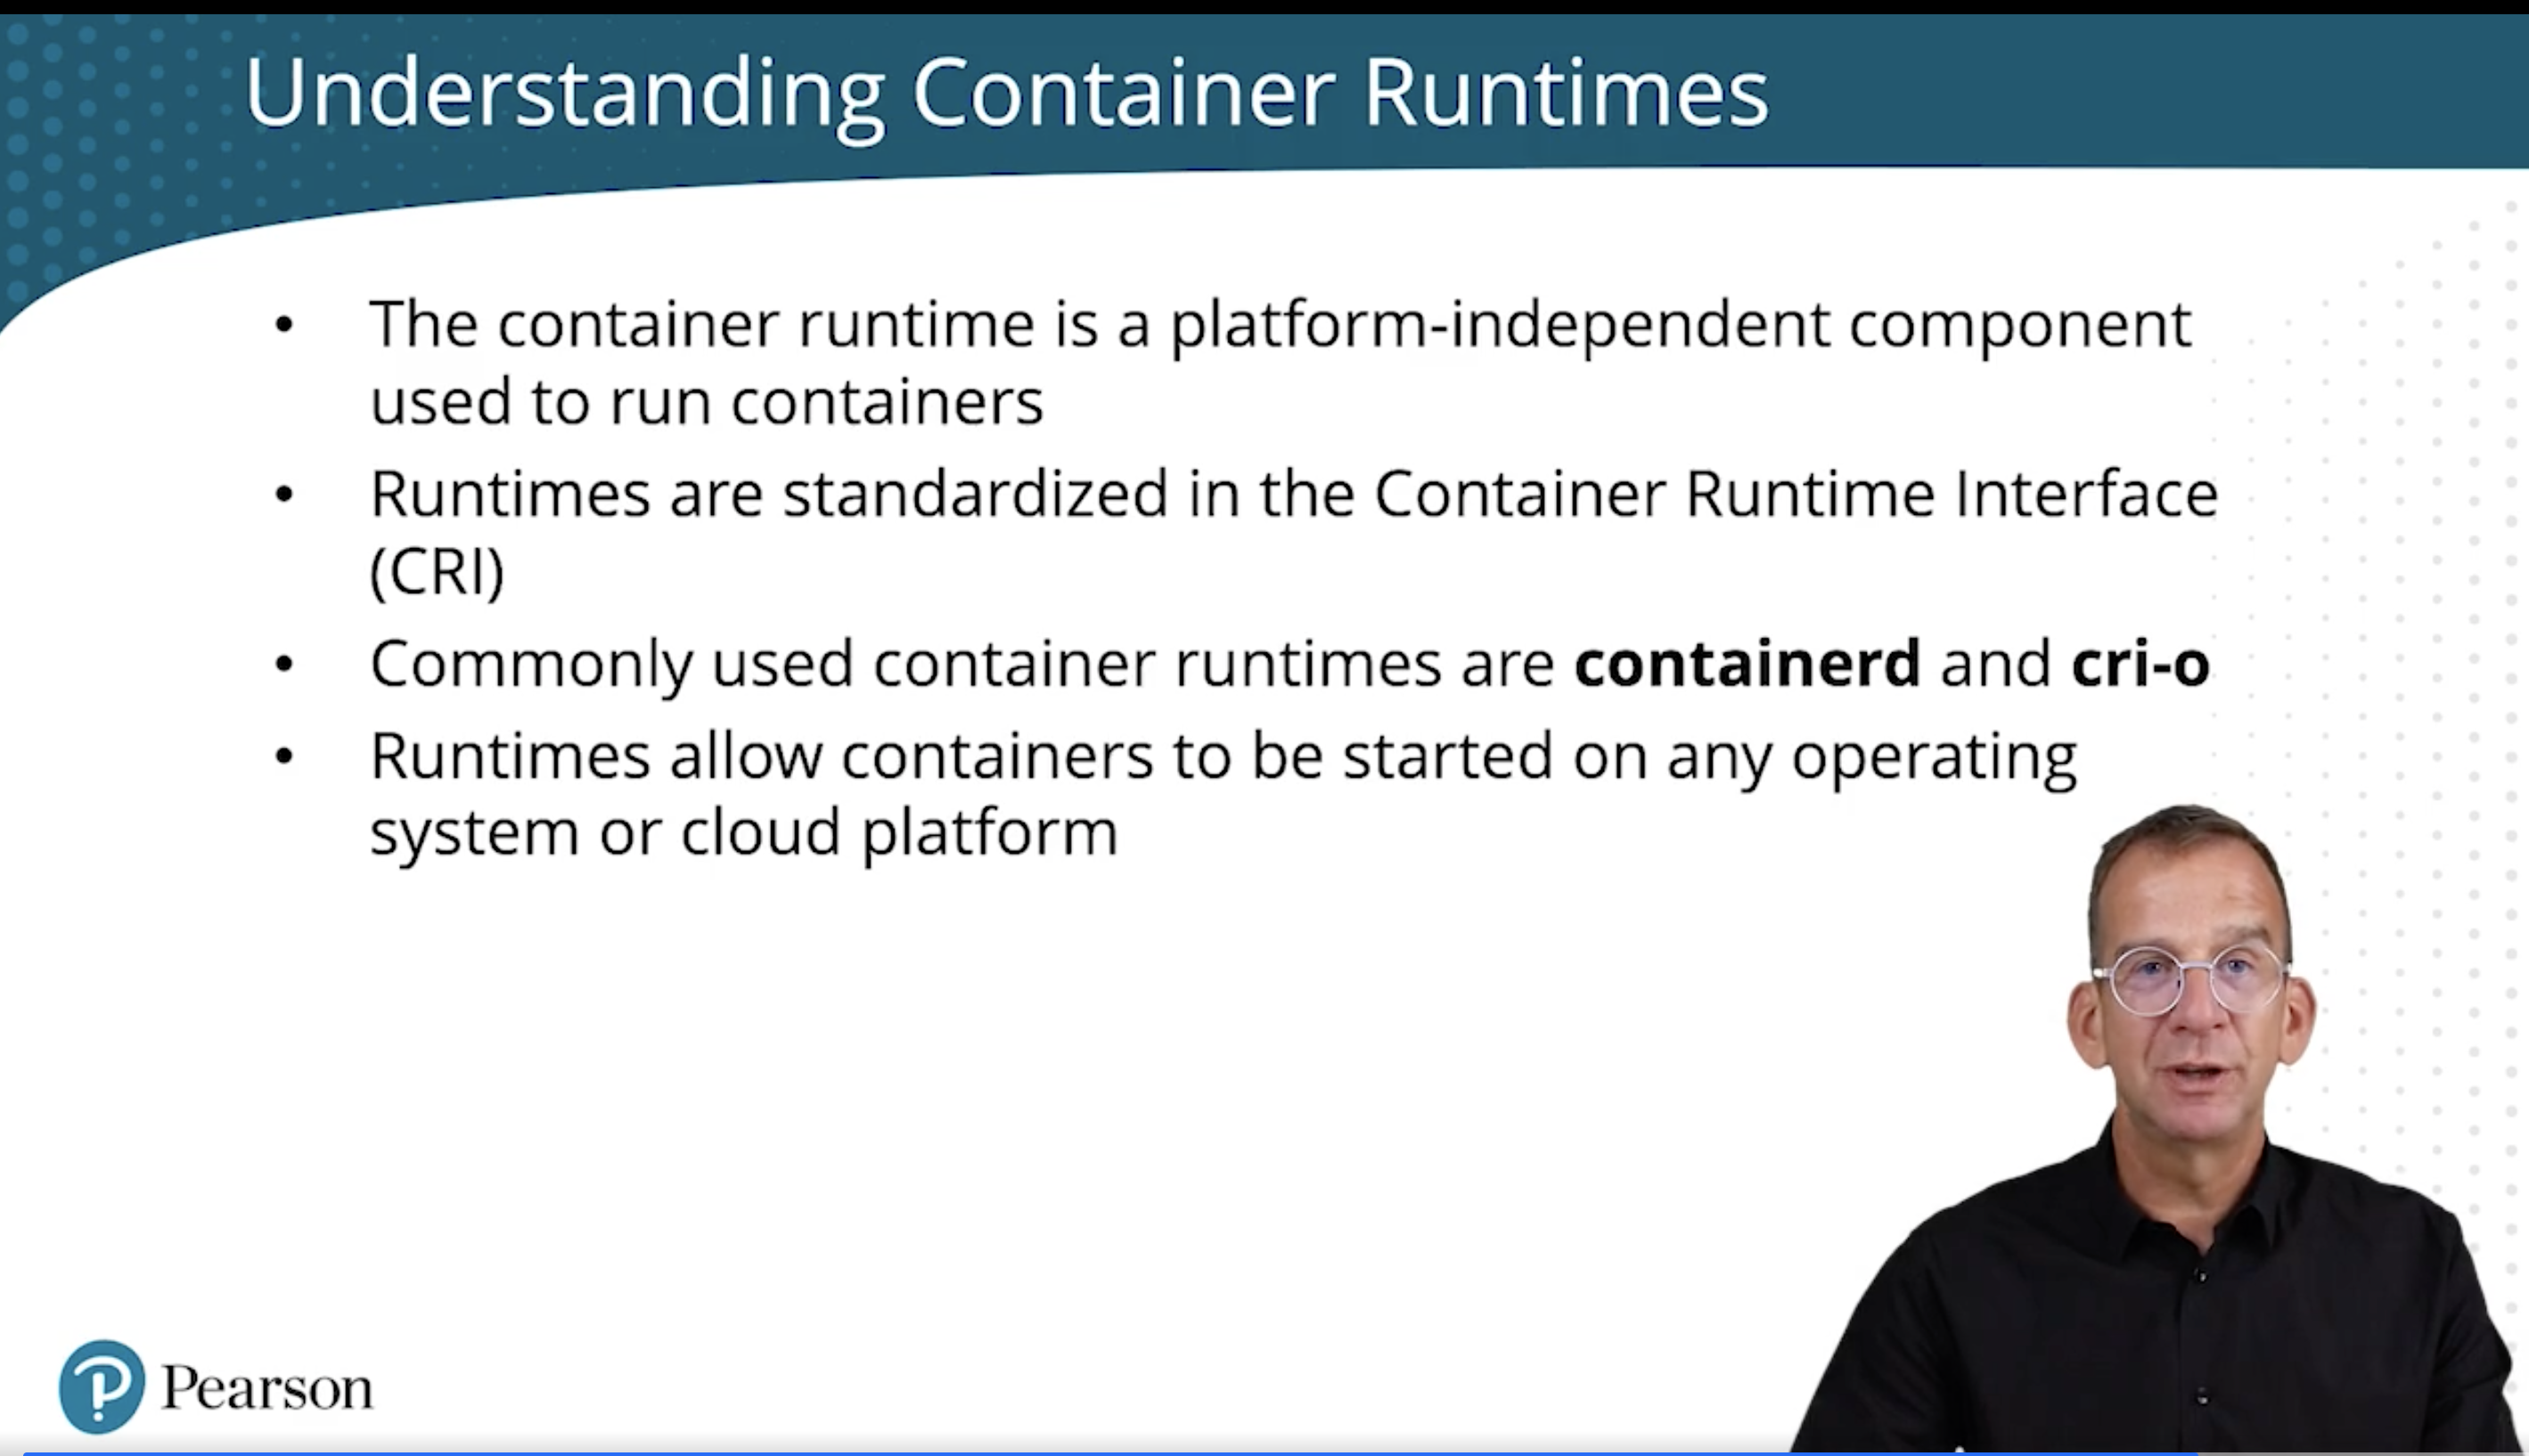 Understanding Container Runtimes
• The container runtime is a platform-independent component
used to run containers
• Runtimes are standardized in the Container Runtime Interface
(CRI)
• Commonly used container runtimes are containerd and cri-o
• Runtimes allow containers to be started on any operating
system or cloud platform
Pearson